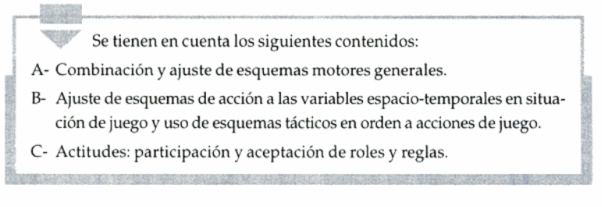 Se tienen en cuenta los siguientes contenidos:
A- Combinación y ajuste de esquemas motores generales.
B- Ajuste de esquemas de acción a las variables espacio-temporales en situa-
ción de juego y uso de esquemas tácticos en orden a acciones de juego.
C- Actitudes: participación y aceptación de roles y reglas.